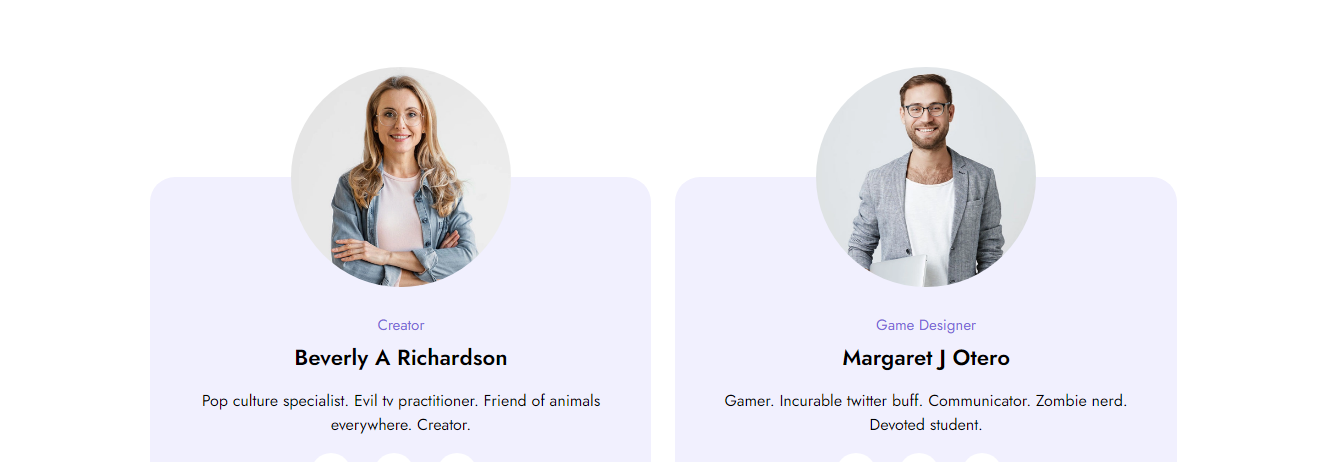 Creator
Beverly A Richardson
Pop culture specialist. Evil tv practitioner. Friend of animals
everywhere. Creator.
Game Designer
Margaret J Otero
Gamer. Incurable twitter buff. Communicator. Zombie nerd.
Devoted student.